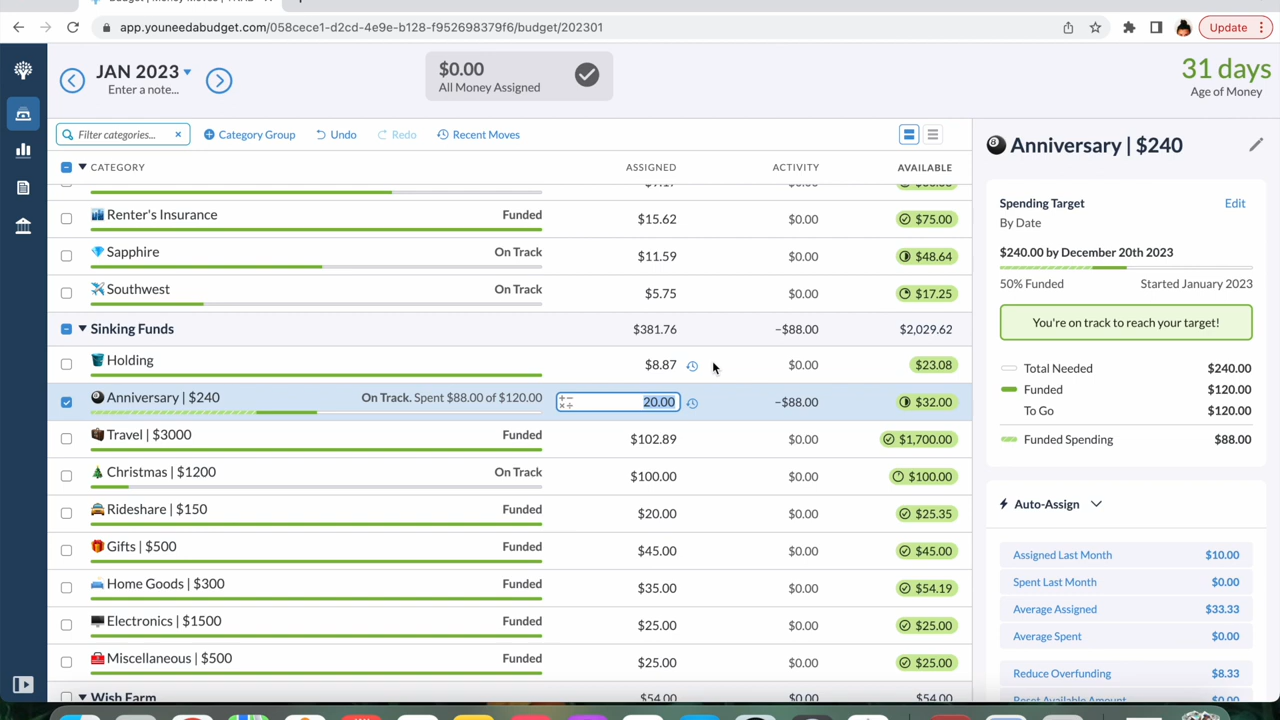 app.youneedabudget.com/058cece1-d2cd-4e9e-b128-f952698379f6/budget/202301
Update
JAN 2023
Enter a note...
$0.00
All Money Assigned
31 days
Age of Money
Filter categories...
Category Group
Undo
Redo
Recent Moves
CATEGORY ASSIGNED ACTIVITY AVAILABLE
Renter's Insurance Funded $15.62 $0.00 $75.00
Sapphire On Track $11.59 $0.00 $48.64
Southwest On Track $5.75 $0.00 $17.25
Sinking Funds $381.76 −$88.00 $2,029.62
Holding $8.87 $0.00 $23.08
Anniversary | $240 On Track. Spent $88.00 of $120.00 20.00 −$88.00 $32.00
Travel | $3000 Funded $102.89 $0.00 $1,700.00
Christmas | $1200 On Track $100.00 $0.00 $100.00
Rideshare | $150 Funded $20.00 $0.00 $25.35
Gifts | $500 Funded $45.00 $0.00 $45.00
Home Goods | $300 Funded $35.00 $0.00 $54.19
Electronics | $1500 Funded $25.00 $0.00 $25.00
Miscellaneous | $500 Funded $25.00 $0.00 $25.00
Wish Farm $54.00 $0.00 $54.00
Anniversary | $240
Spending Target Edit
By Date
$240.00 by December 20th 2023
50% Funded Started January 2023
You're on track to reach your target!
Total Needed $240.00
Funded $120.00
To Go $120.00
Funded Spending $88.00
Auto-Assign
Assigned Last Month $10.00
Spent Last Month $0.00
Average Assigned $33.33
Average Spent $0.00
Reduce Overfunding $8.33
Reset Available Amount $0.00